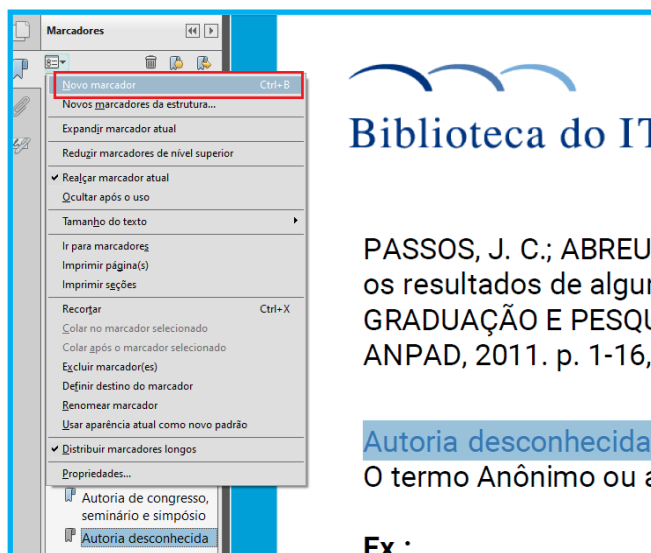 Marcadores
Novo marcador Ctrl+B
Novos marcadores da estrutura...
Expandir marcador atual
Reduzir marcadores de nível superior
Realçar marcador atual
Ocultar após o uso
Tamanho do texto
Ir para marcadores
Imprimir página(s)
Imprimir seções
Recortar Ctrl+X
Colar no marcador selecionado
Colar após o marcador selecionado
Excluir marcador(es)
Definir destino do marcador
Renomear marcador
Usar aparência atual como novo padrão
Distribuir marcadores longos
Propriedades...
Autoria de congresso,
seminário e simpósio
Autoria desconhecida
Biblioteca do IT
PASSOS, J. C.; ABREU
os resultados de algu
GRADUAÇÃO E PESQU
ANPAD, 2011. p. 1-16,
Autoria desconhecida
O termo Anônimo ou a
Ex.: